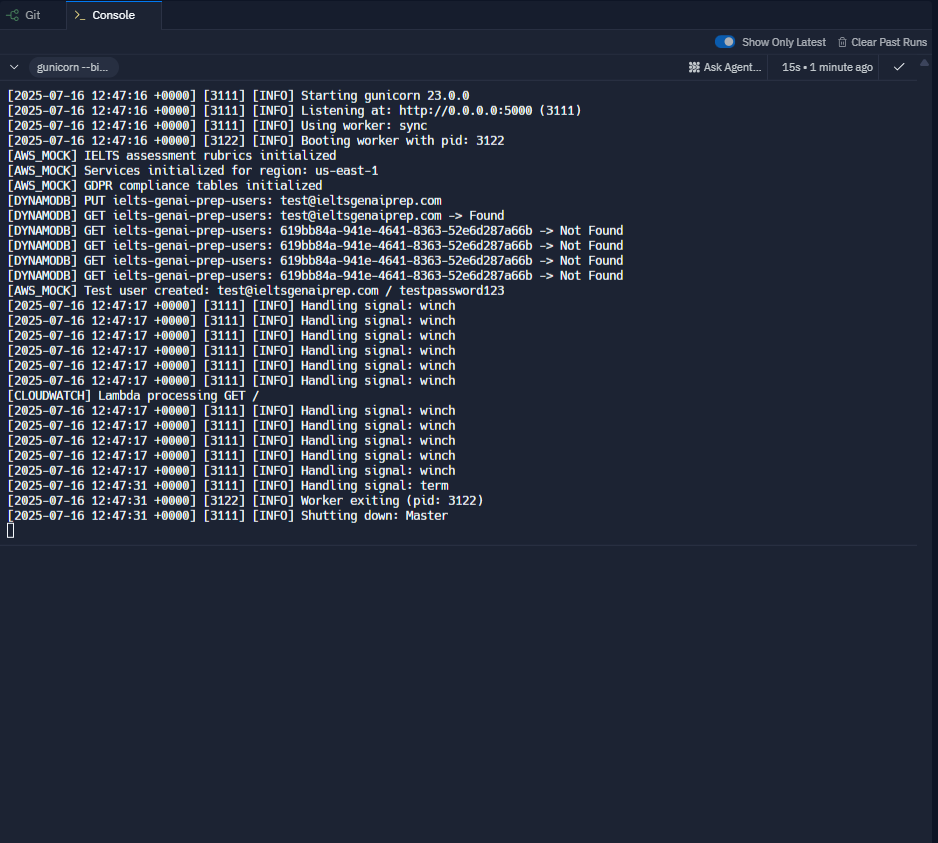 Git
Console
Show Only Latest
Clear Past Runs
gunicorn --bi...
Ask Agent...
15s • 1 minute ago
[2025-07-16 12:47:16 +0000] [3111] [INFO] Starting gunicorn 23.0.0
[2025-07-16 12:47:16 +0000] [3111] [INFO] Listening at: http://0.0.0.0:5000 (3111)
[2025-07-16 12:47:16 +0000] [3111] [INFO] Using worker: sync
[2025-07-16 12:47:16 +0000] [3122] [INFO] Booting worker with pid: 3122
[AWS_MOCK] IELTS assessment rubrics initialized
[AWS_MOCK] Services initialized for region: us-east-1
[AWS_MOCK] GDPR compliance tables initialized
[DYNAMODB] PUT ielts-genai-prep-users: test@ieltsgenaiprep.com
[DYNAMODB] GET ielts-genai-prep-users: test@ieltsgenaiprep.com -> Found
[DYNAMODB] GET ielts-genai-prep-users: 619bb84a-941e-4641-8363-52e6d287a66b -> Not Found
[DYNAMODB] GET ielts-genai-prep-users: 619bb84a-941e-4641-8363-52e6d287a66b -> Not Found
[DYNAMODB] GET ielts-genai-prep-users: 619bb84a-941e-4641-8363-52e6d287a66b -> Not Found
[DYNAMODB] GET ielts-genai-prep-users: 619bb84a-941e-4641-8363-52e6d287a66b -> Not Found
[AWS_MOCK] Test user created: test@ieltsgenaiprep.com / testpassword123
[2025-07-16 12:47:17 +0000] [3111] [INFO] Handling signal: winch
[2025-07-16 12:47:17 +0000] [3111] [INFO] Handling signal: winch
[2025-07-16 12:47:17 +0000] [3111] [INFO] Handling signal: winch
[2025-07-16 12:47:17 +0000] [3111] [INFO] Handling signal: winch
[2025-07-16 12:47:17 +0000] [3111] [INFO] Handling signal: winch
[2025-07-16 12:47:17 +0000] [3111] [INFO] Handling signal: winch
[CLOUDWATCH] Lambda processing GET /
[2025-07-16 12:47:17 +0000] [3111] [INFO] Handling signal: winch
[2025-07-16 12:47:17 +0000] [3111] [INFO] Handling signal: winch
[2025-07-16 12:47:17 +0000] [3111] [INFO] Handling signal: winch
[2025-07-16 12:47:17 +0000] [3111] [INFO] Handling signal: winch
[2025-07-16 12:47:17 +0000] [3111] [INFO] Handling signal: winch
[2025-07-16 12:47:31 +0000] [3111] [INFO] Handling signal: term
[2025-07-16 12:47:31 +0000] [3122] [INFO] Worker exiting (pid: 3122)
[2025-07-16 12:47:31 +0000] [3111] [INFO] Shutting down: Master